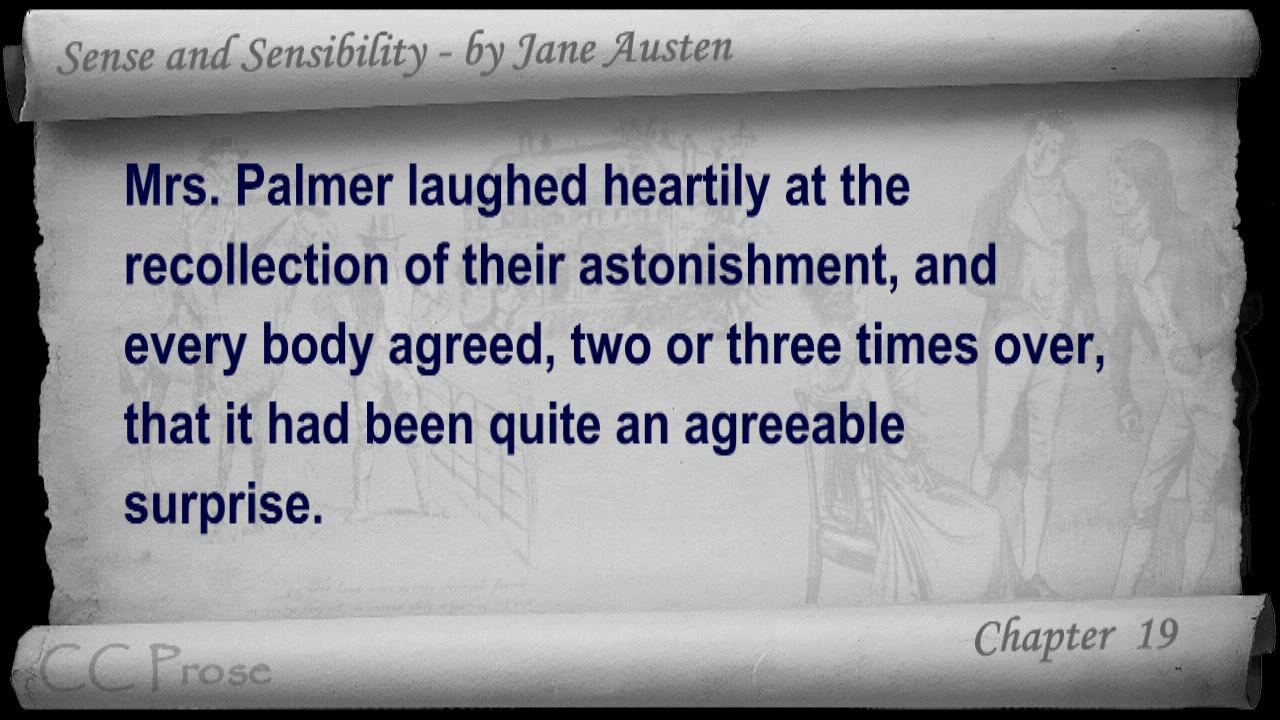 Sense and Sensibility - by Jane Austen
Mrs. Palmer laughed heartily at the
recollection of their astonishment, and
every body agreed, two or three times over,
that it had been quite an agreeable
surprise.
Chapter 19
CC Prose